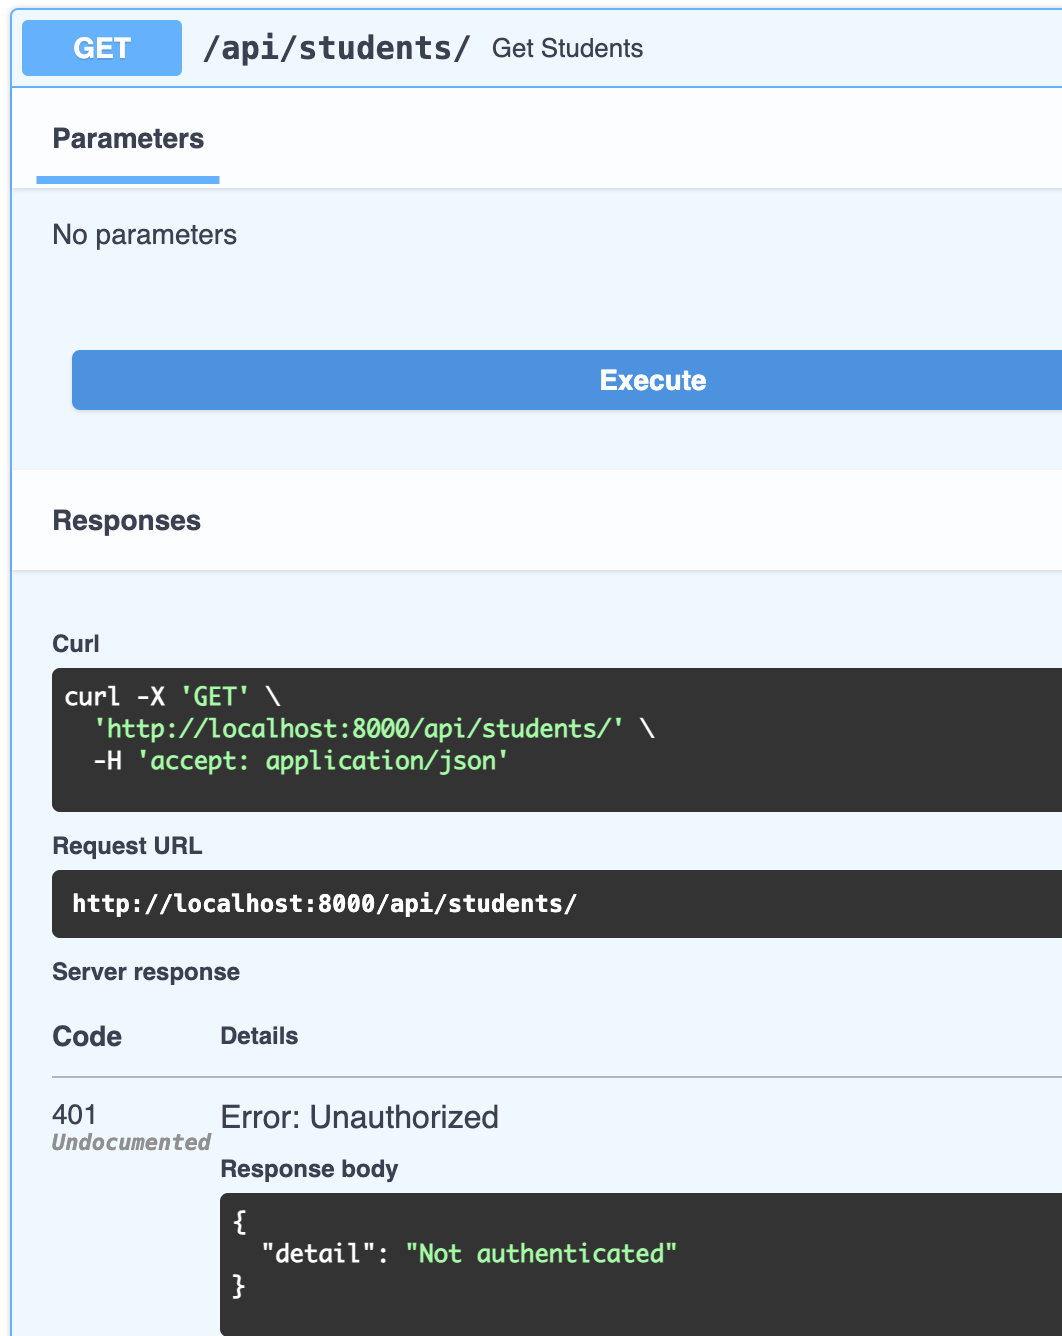 GET /api/students/ Get Students
Parameters
No parameters
Execute
Responses
Curl
curl -X 'GET' \
  'http://localhost:8000/api/students/' \
  -H 'accept: application/json'
Request URL
http://localhost:8000/api/students/
Server response
Code Details
401 Error: Unauthorized
Undocumented
Response body
{
  "detail": "Not authenticated"
}